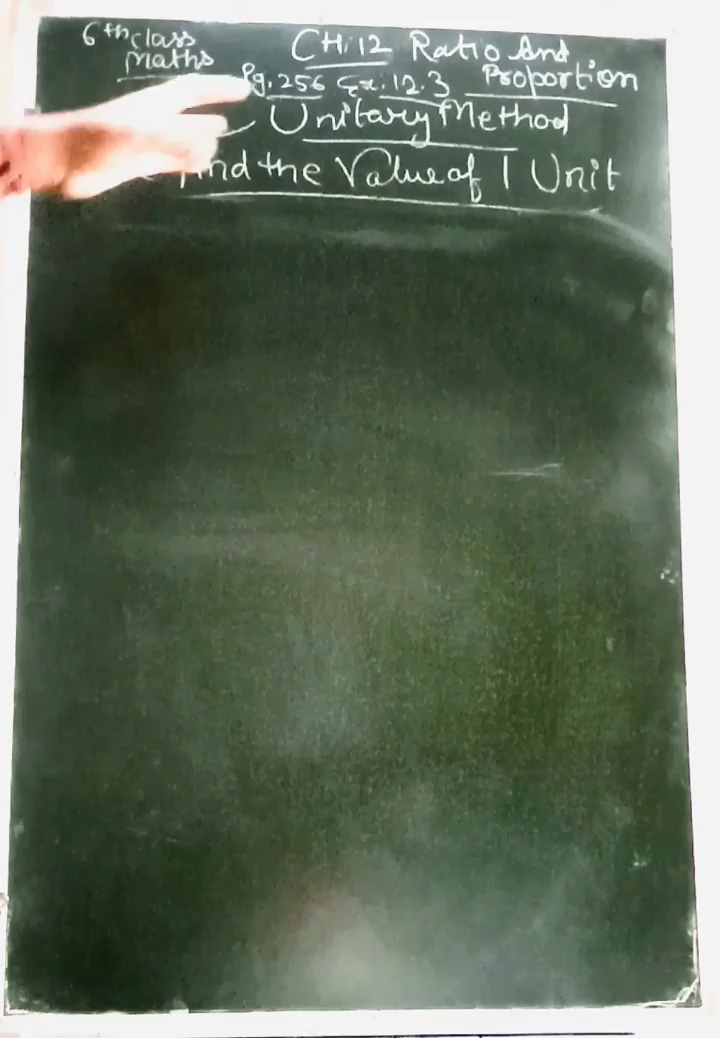 6th class
Maths
CH:12 Ratio And
Proportion
Pg.256 Ex:12.3
Unitary Method
the Value of 1 Unit